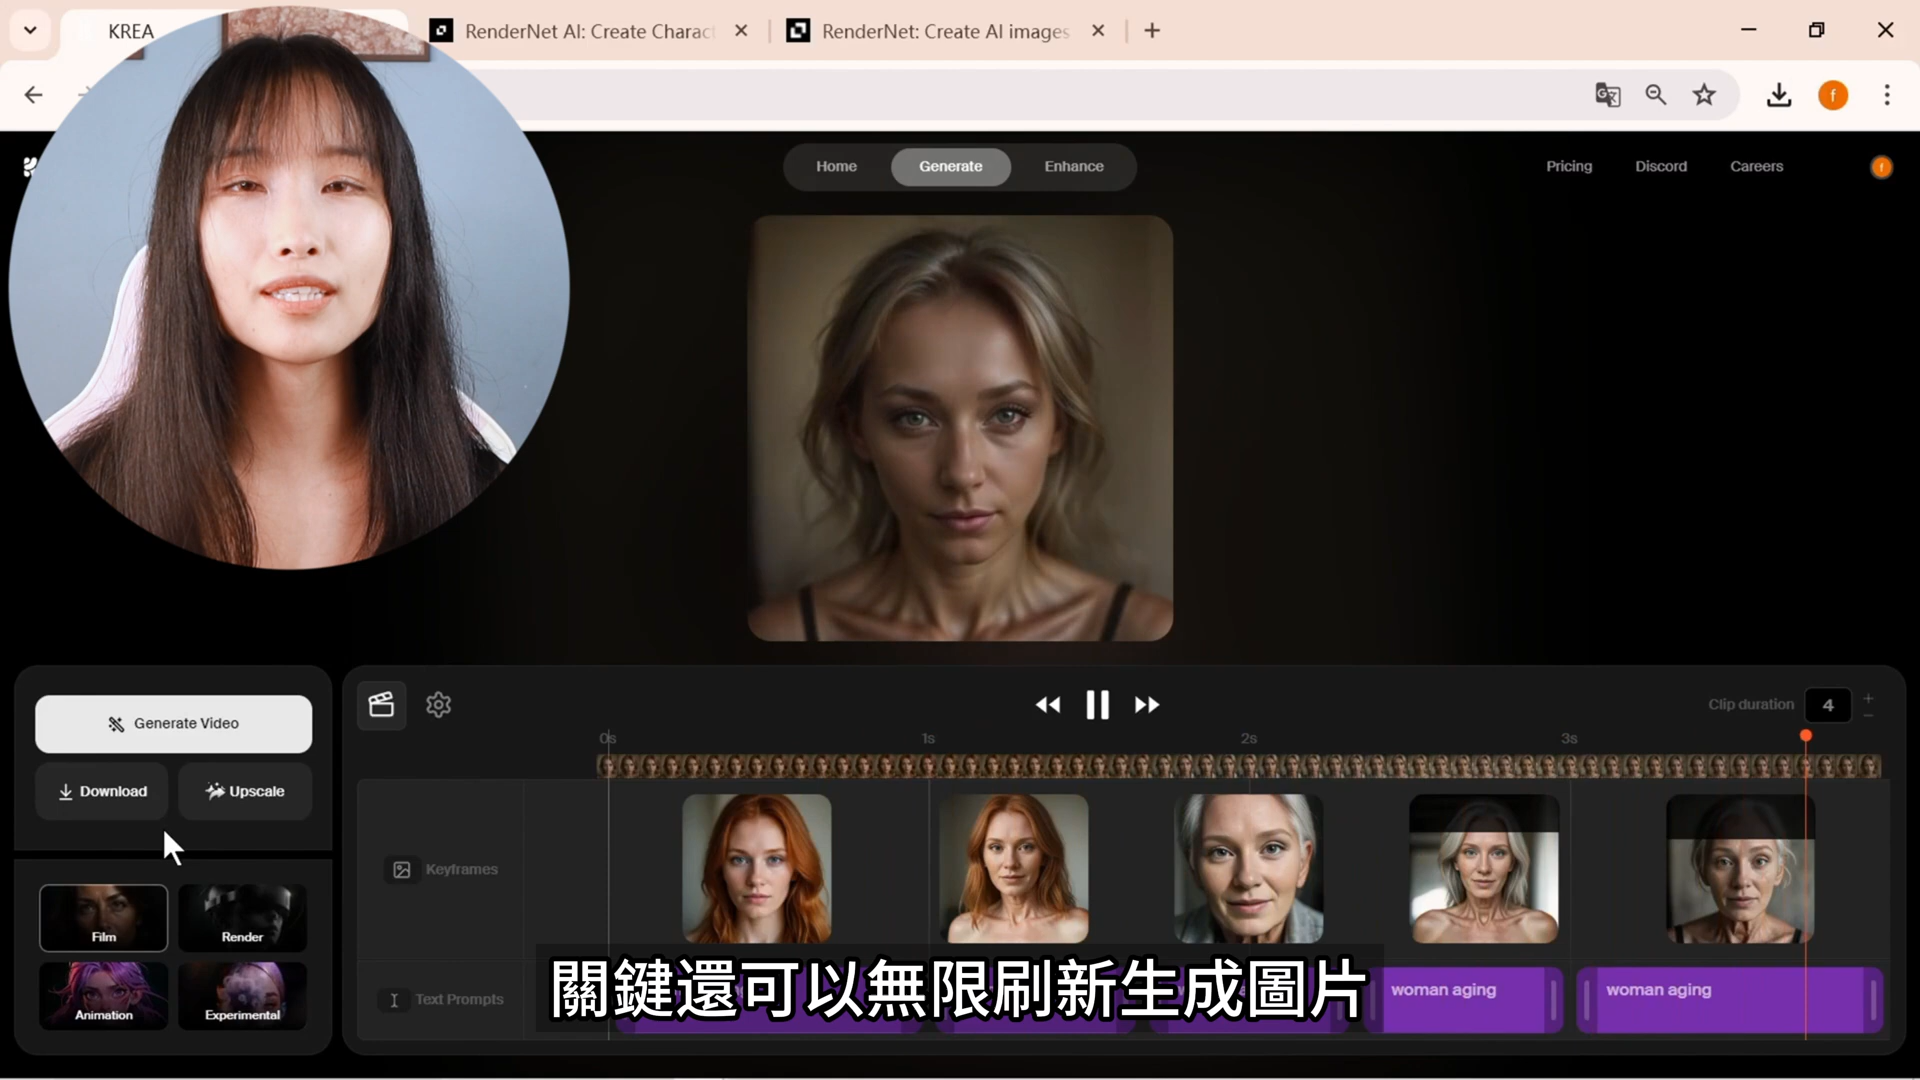 KREA
RenderNet AI: Create Charact
RenderNet: Create AI images
f
Home
Generate
Enhance
Pricing
Discord
Careers
f
Generate Video
Download
Upscale
Clip duration
4
0s
1s
2s
3s
Keyframes
Film
Render
Animation
Experimental
Text Prompts
woman aging
woman aging
關鍵還可以無限刷新生成圖片